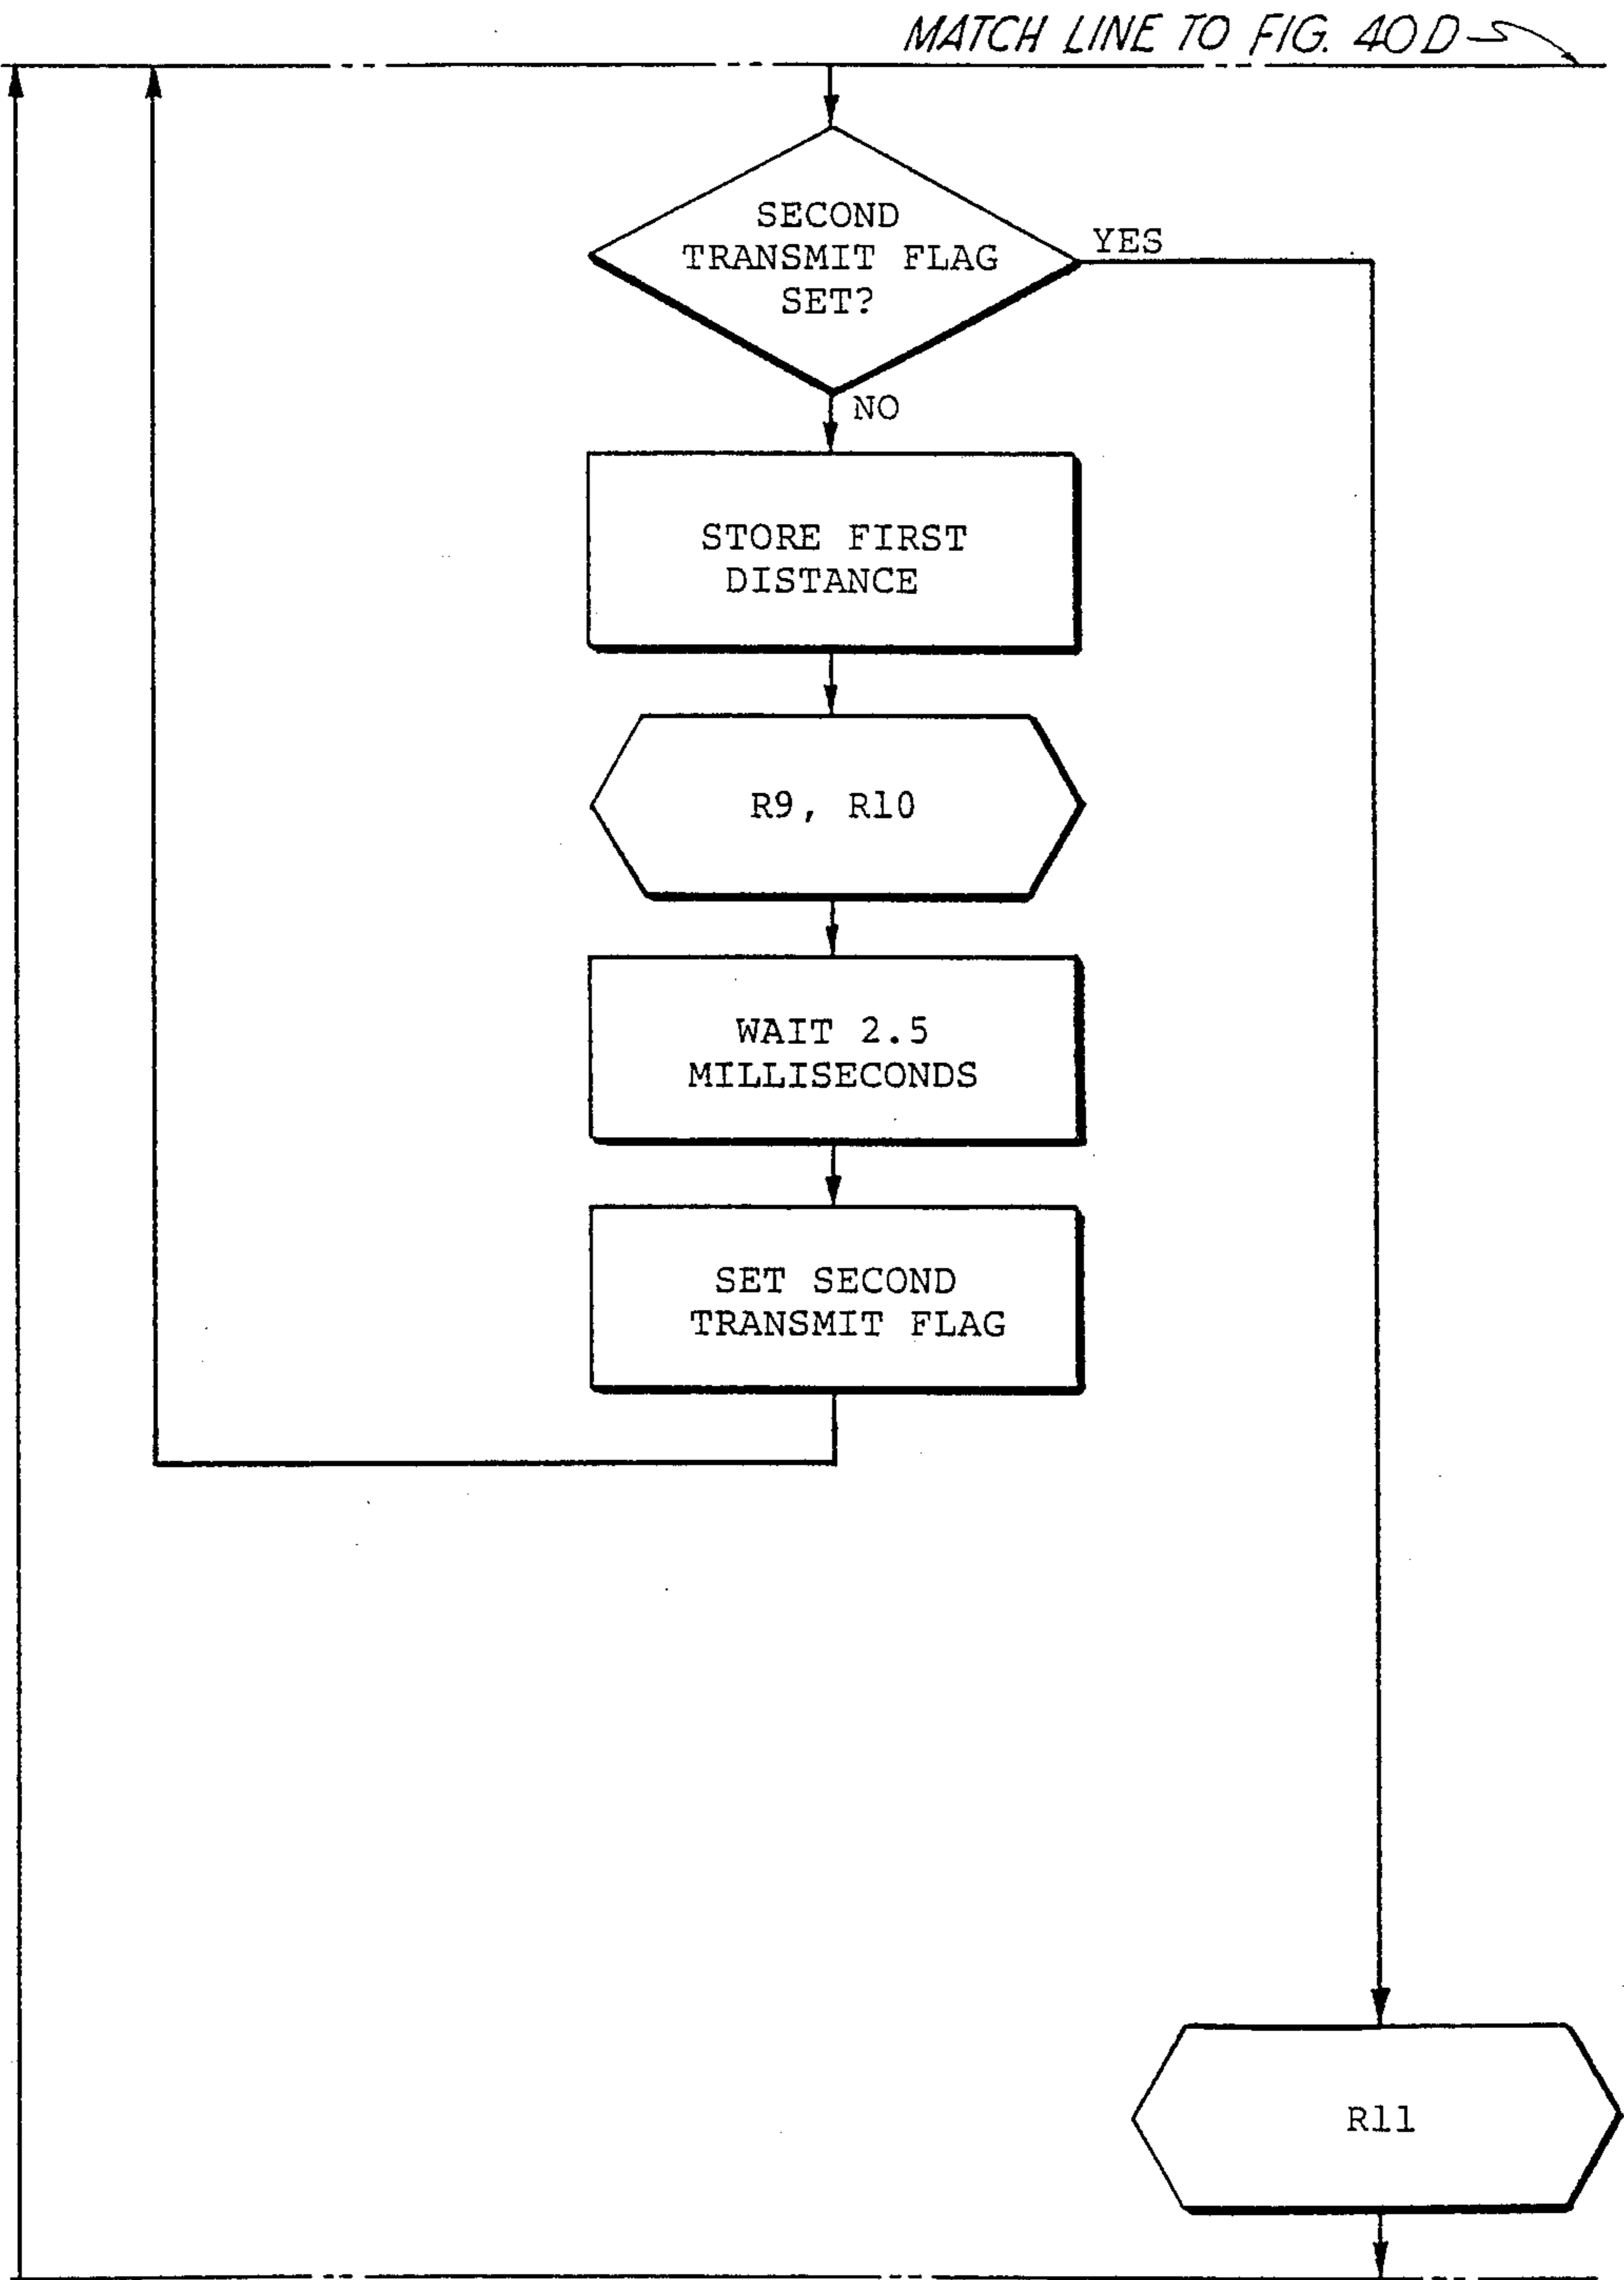 MATCH LINE TO FIG. 40D
SECOND
TRANSMIT FLAG
SET?
YES
NO
STORE FIRST
DISTANCE
R9, R10
WAIT 2.5
MILLISECONDS
SET SECOND
TRANSMIT FLAG
R11